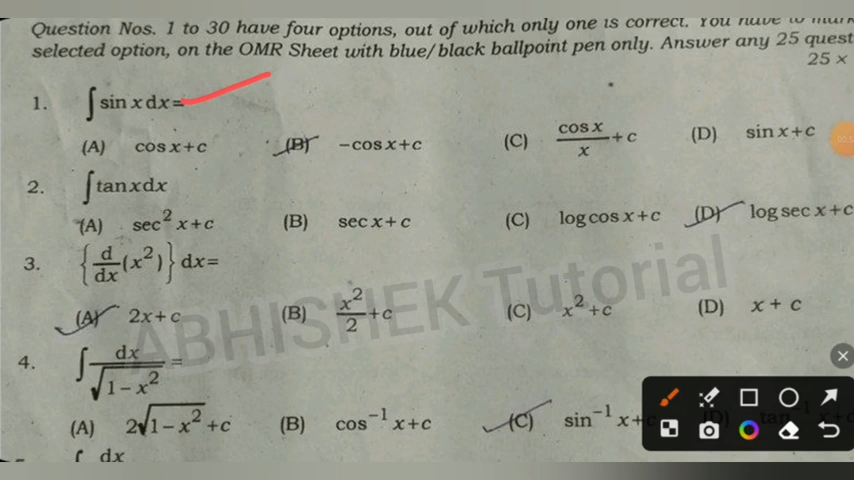 Question Nos. 1 to 30 have four options, out of which only one is correct. You have to mark
selected option, on the OMR Sheet with blue/black ballpoint pen only. Answer any 25 quest
25 ×
1. ∫ sin x dx=
(A) cos x+c (B) -cos x+c (C) cos x/x +c (D) sin x+c
2. ∫ tanxdx
(A) sec² x+c (B) sec x+c (C) log cos x+c (D) log sec x+c
3. {d/dx (x²)} dx=
(A) 2x+c (B) x²/2 +c (C) x²+c (D) x + c
ABHISHEK Tutorial
4. ∫ dx/√(1-x²) =
(A) 2√(1-x²) +c (B) cos⁻¹ x+c (C) sin⁻¹ x+c (D) tan⁻¹ x+c
∫ dx